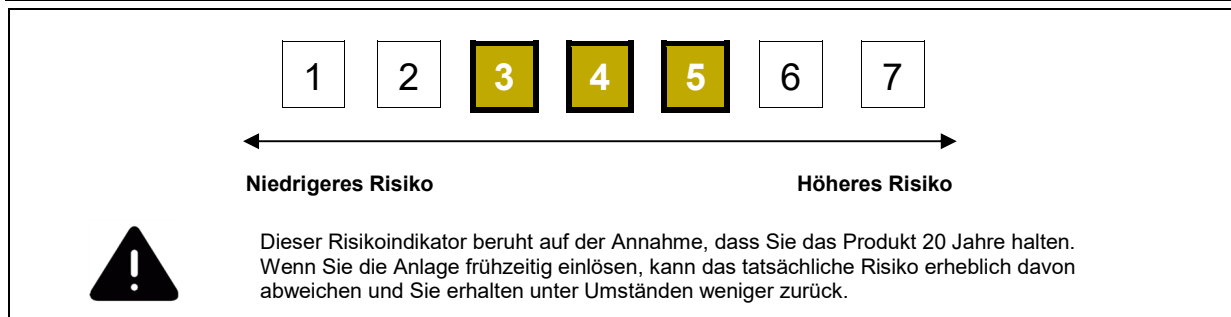 1 2 3 4 5 6 7
Niedrigeres Risiko Höheres Risiko
Dieser Risikoindikator beruht auf der Annahme, dass Sie das Produkt 20 Jahre halten.
Wenn Sie die Anlage frühzeitig einlösen, kann das tatsächliche Risiko erheblich davon
abweichen und Sie erhalten unter Umständen weniger zurück.